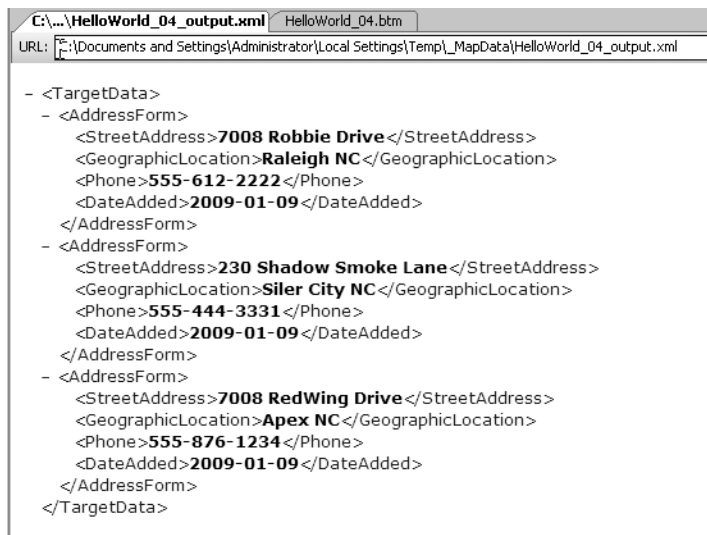 C:\...\HelloWorld_04_output.xml HelloWorld_04.btm
URL: C:\Documents and Settings\Administrator\Local Settings\Temp\_MapData\HelloWorld_04_output.xml
- <TargetData>
- <AddressForm>
<StreetAddress>7008 Robbie Drive</StreetAddress>
<GeographicLocation>Raleigh NC</GeographicLocation>
<Phone>555-612-2222</Phone>
<DateAdded>2009-01-09</DateAdded>
</AddressForm>
- <AddressForm>
<StreetAddress>230 Shadow Smoke Lane</StreetAddress>
<GeographicLocation>Siler City NC</GeographicLocation>
<Phone>555-444-3331</Phone>
<DateAdded>2009-01-09</DateAdded>
</AddressForm>
- <AddressForm>
<StreetAddress>7008 RedWing Drive</StreetAddress>
<GeographicLocation>Apex NC</GeographicLocation>
<Phone>555-876-1234</Phone>
<DateAdded>2009-01-09</DateAdded>
</AddressForm>
</TargetData>